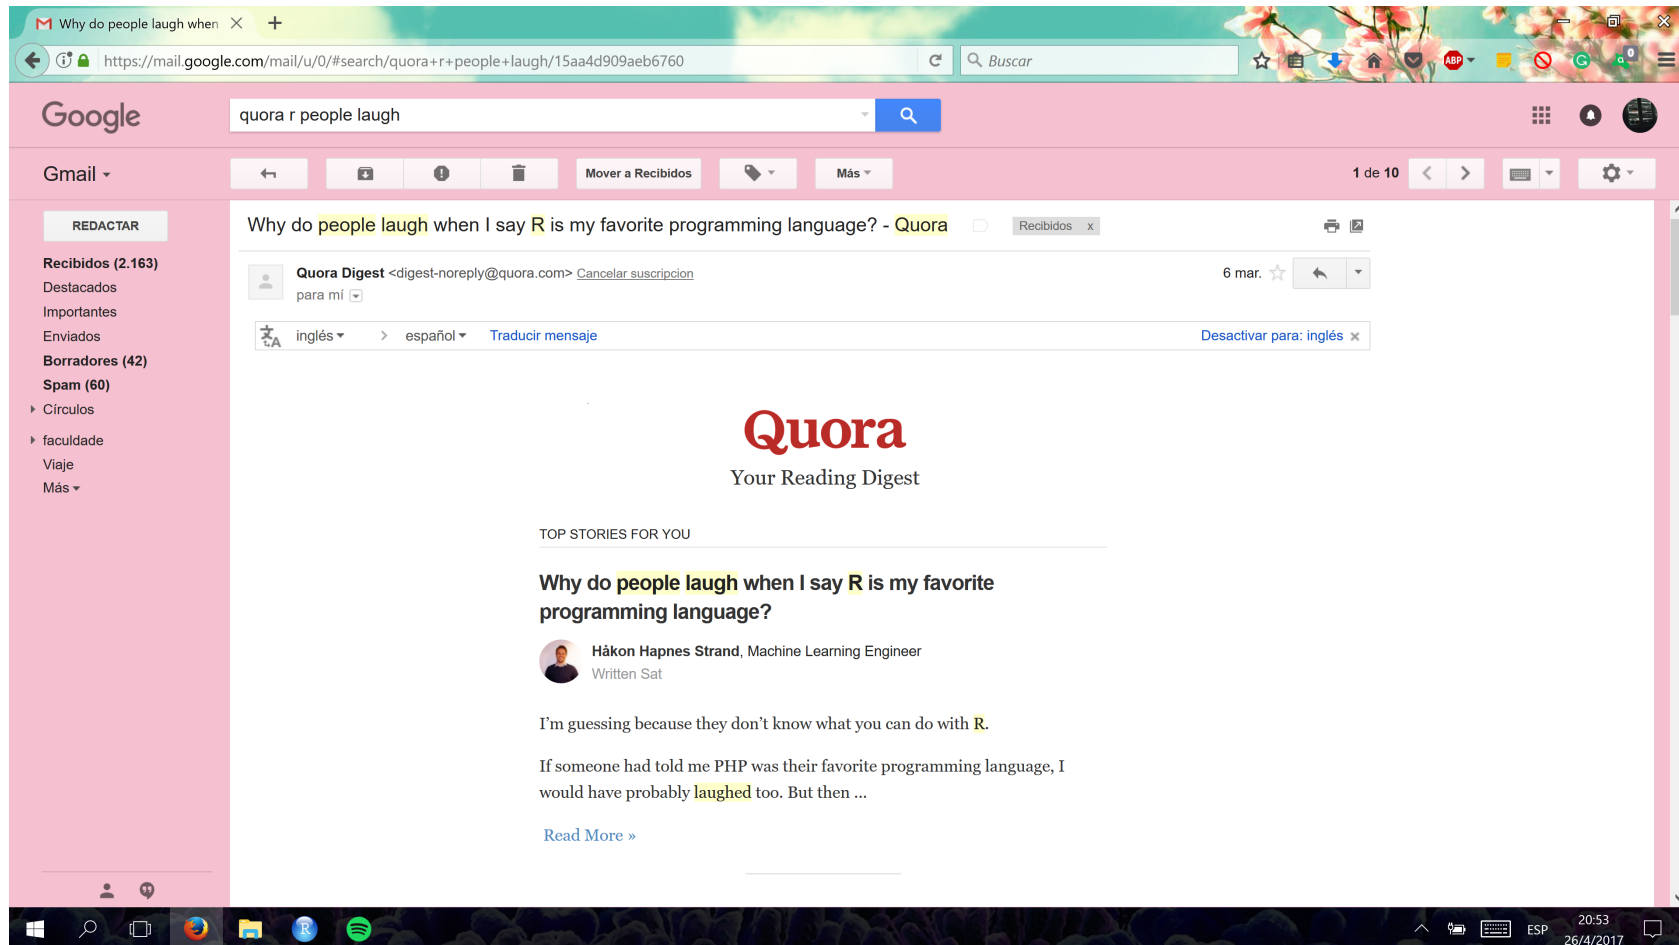 Why do people laugh when
https://mail.google.com/mail/u/0/#search/quora+r+people+laugh/15aa4d909aeb6760
Buscar
ABP
0
Google
quora r people laugh
Gmail
Mover a Recibidos
Más
1 de 10
REDACTAR
Recibidos (2.163)
Destacados
Importantes
Enviados
Borradores (42)
Spam (60)
Círculos
faculdade
Viaje
Más
Why do people laugh when I say R is my favorite programming language? - Quora
Recibidos x
Quora Digest <digest-noreply@quora.com> Cancelar suscripcion
6 mar.
para mí
inglés > español Traducir mensaje
Desactivar para: inglés x
Quora
Your Reading Digest
TOP STORIES FOR YOU
Why do people laugh when I say R is my favorite
programming language?
Håkon Hapnes Strand, Machine Learning Engineer
Written Sat
I'm guessing because they don't know what you can do with R.
If someone had told me PHP was their favorite programming language, I
would have probably laughed too. But then ...
Read More »
R
ESP
20:53
26/4/2017